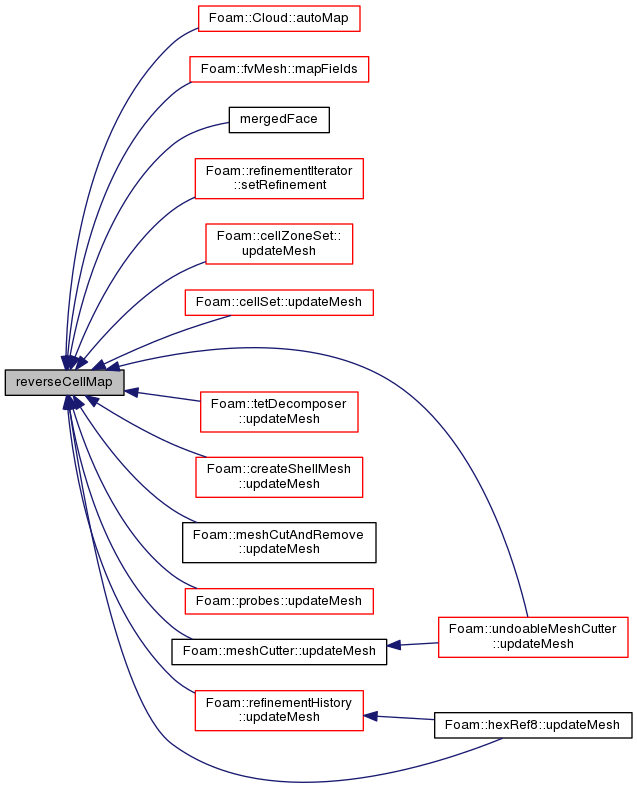 Foam::Cloud::autoMap
Foam::fvMesh::mapFields
mergedFace
Foam::refinementIterator
::setRefinement
Foam::cellZoneSet::
updateMesh
Foam::cellSet::updateMesh
reverseCellMap
Foam::tetDecomposer
::updateMesh
Foam::createShellMesh
::updateMesh
Foam::meshCutAndRemove
::updateMesh
Foam::probes::updateMesh
Foam::meshCutter::updateMesh
Foam::undoableMeshCutter
::updateMesh
Foam::refinementHistory
::updateMesh
Foam::hexRef8::updateMesh